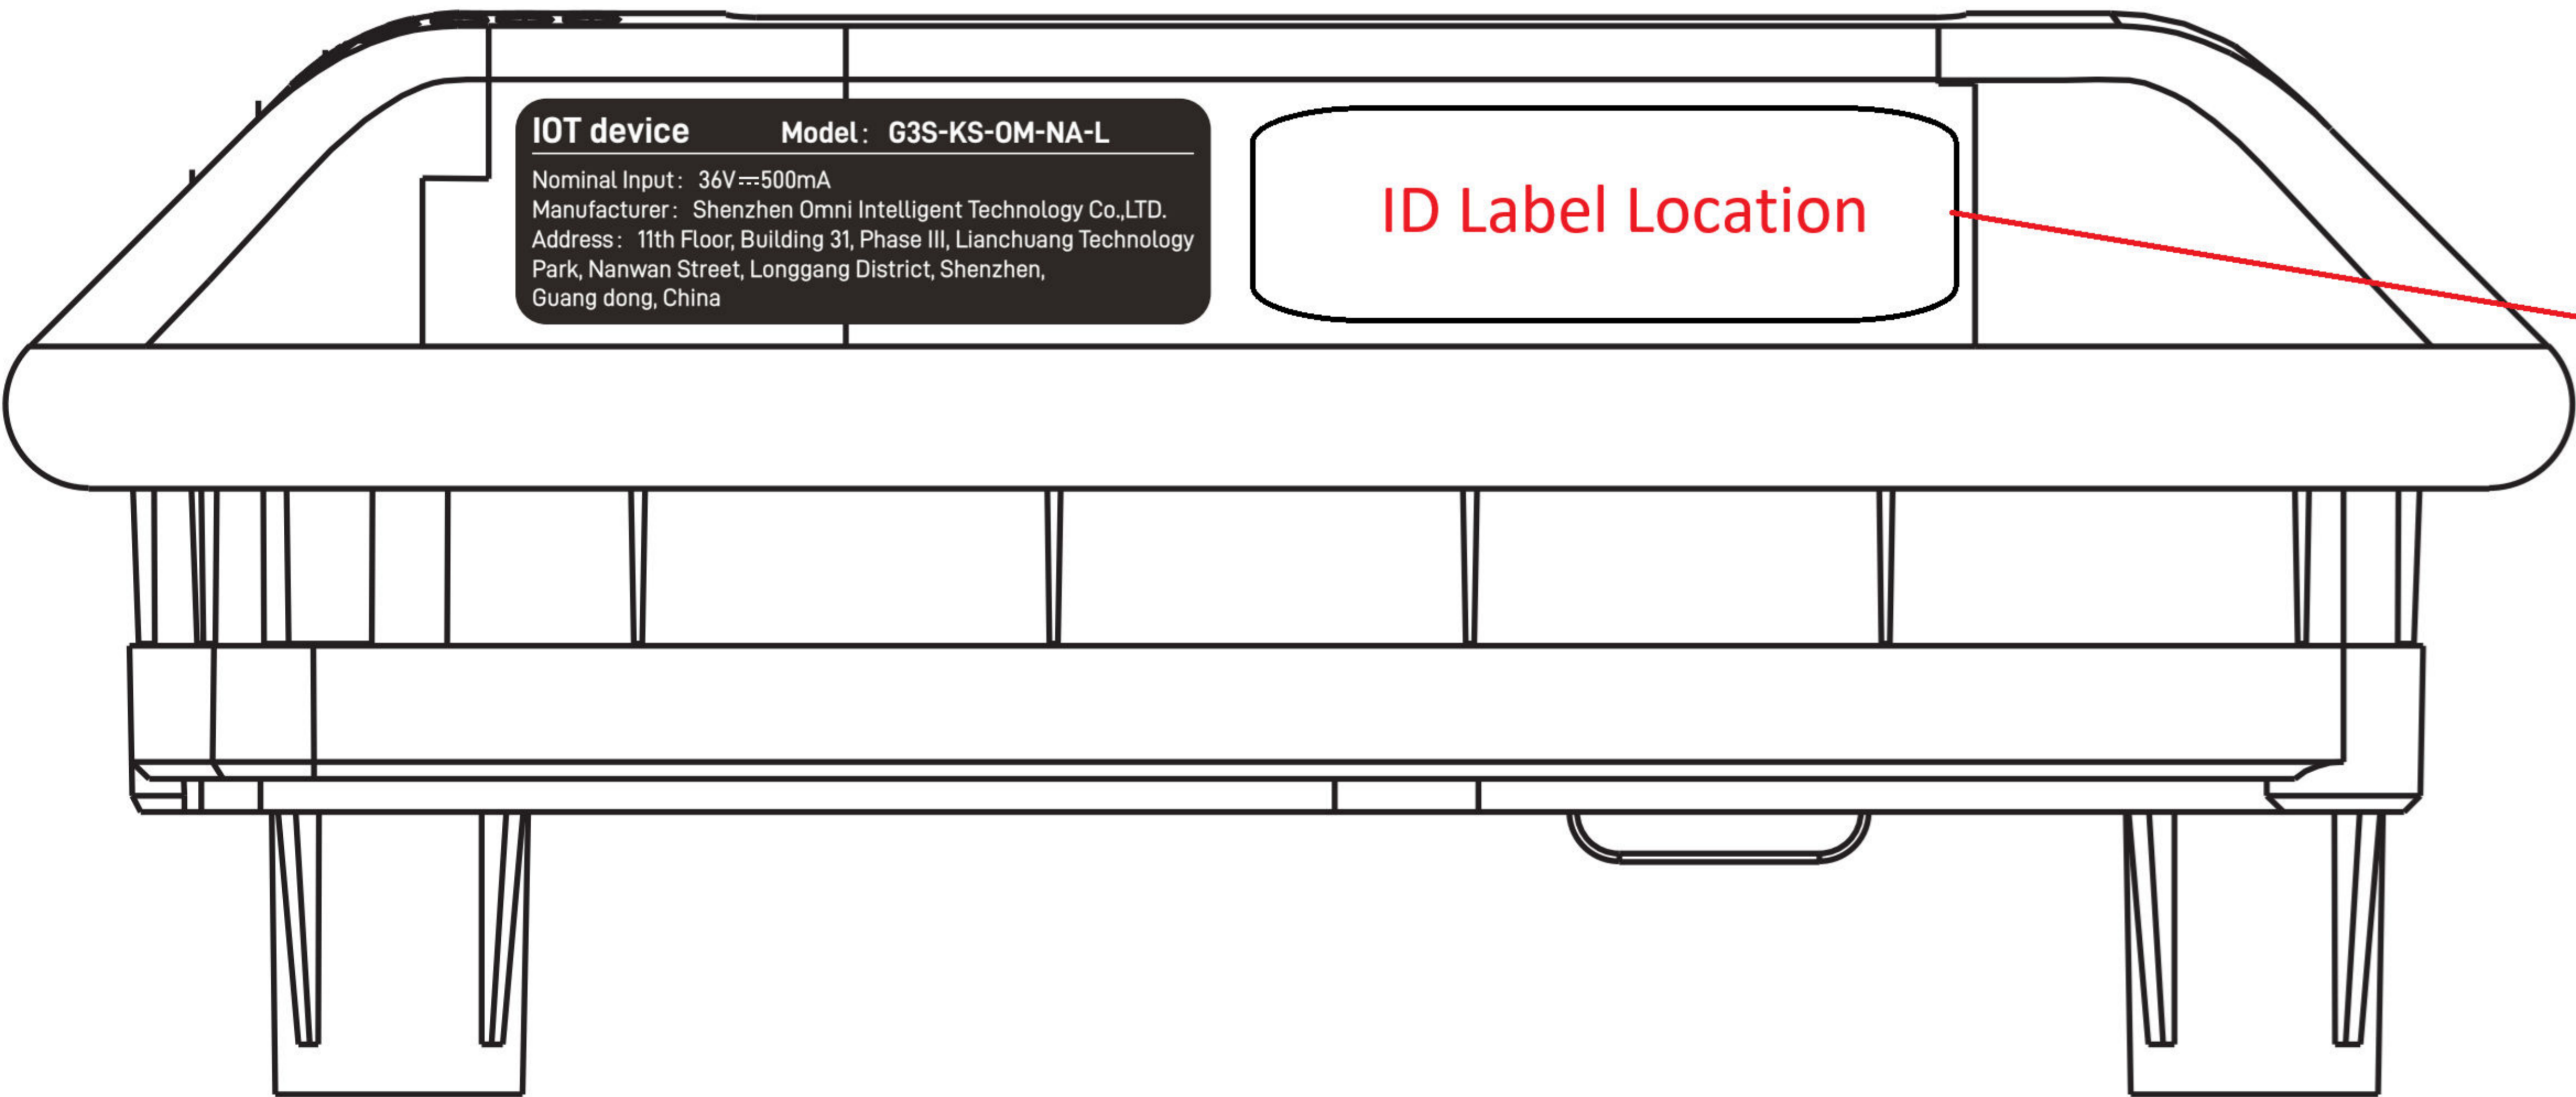 IOT device Model: G3S-KS-OM-NA-L
Nominal Input: 36V⎓500mA
Manufacturer: Shenzhen Omni Intelligent Technology Co.,LTD.
Address: 11th Floor, Building 31, Phase III, Lianchuang Technology
Park, Nanwan Street, Longgang District, Shenzhen,
Guang dong, China
ID Label Location